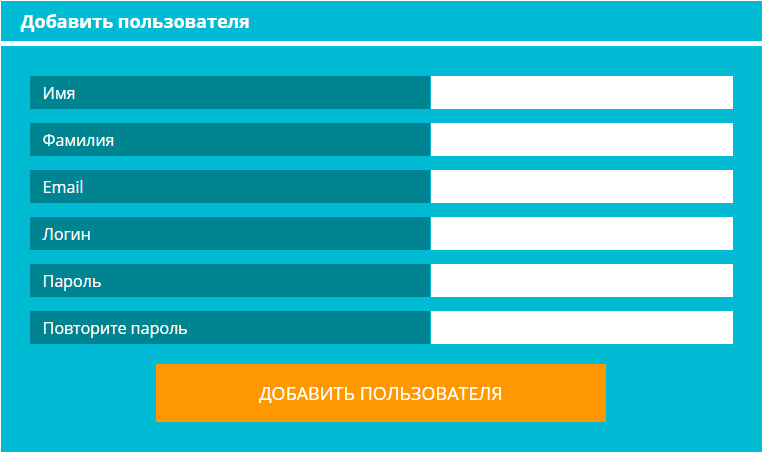 Добавить пользователя
Имя
Фамилия
Email
Логин
Пароль
Повторите пароль
ДОБАВИТЬ ПОЛЬЗОВАТЕЛЯ